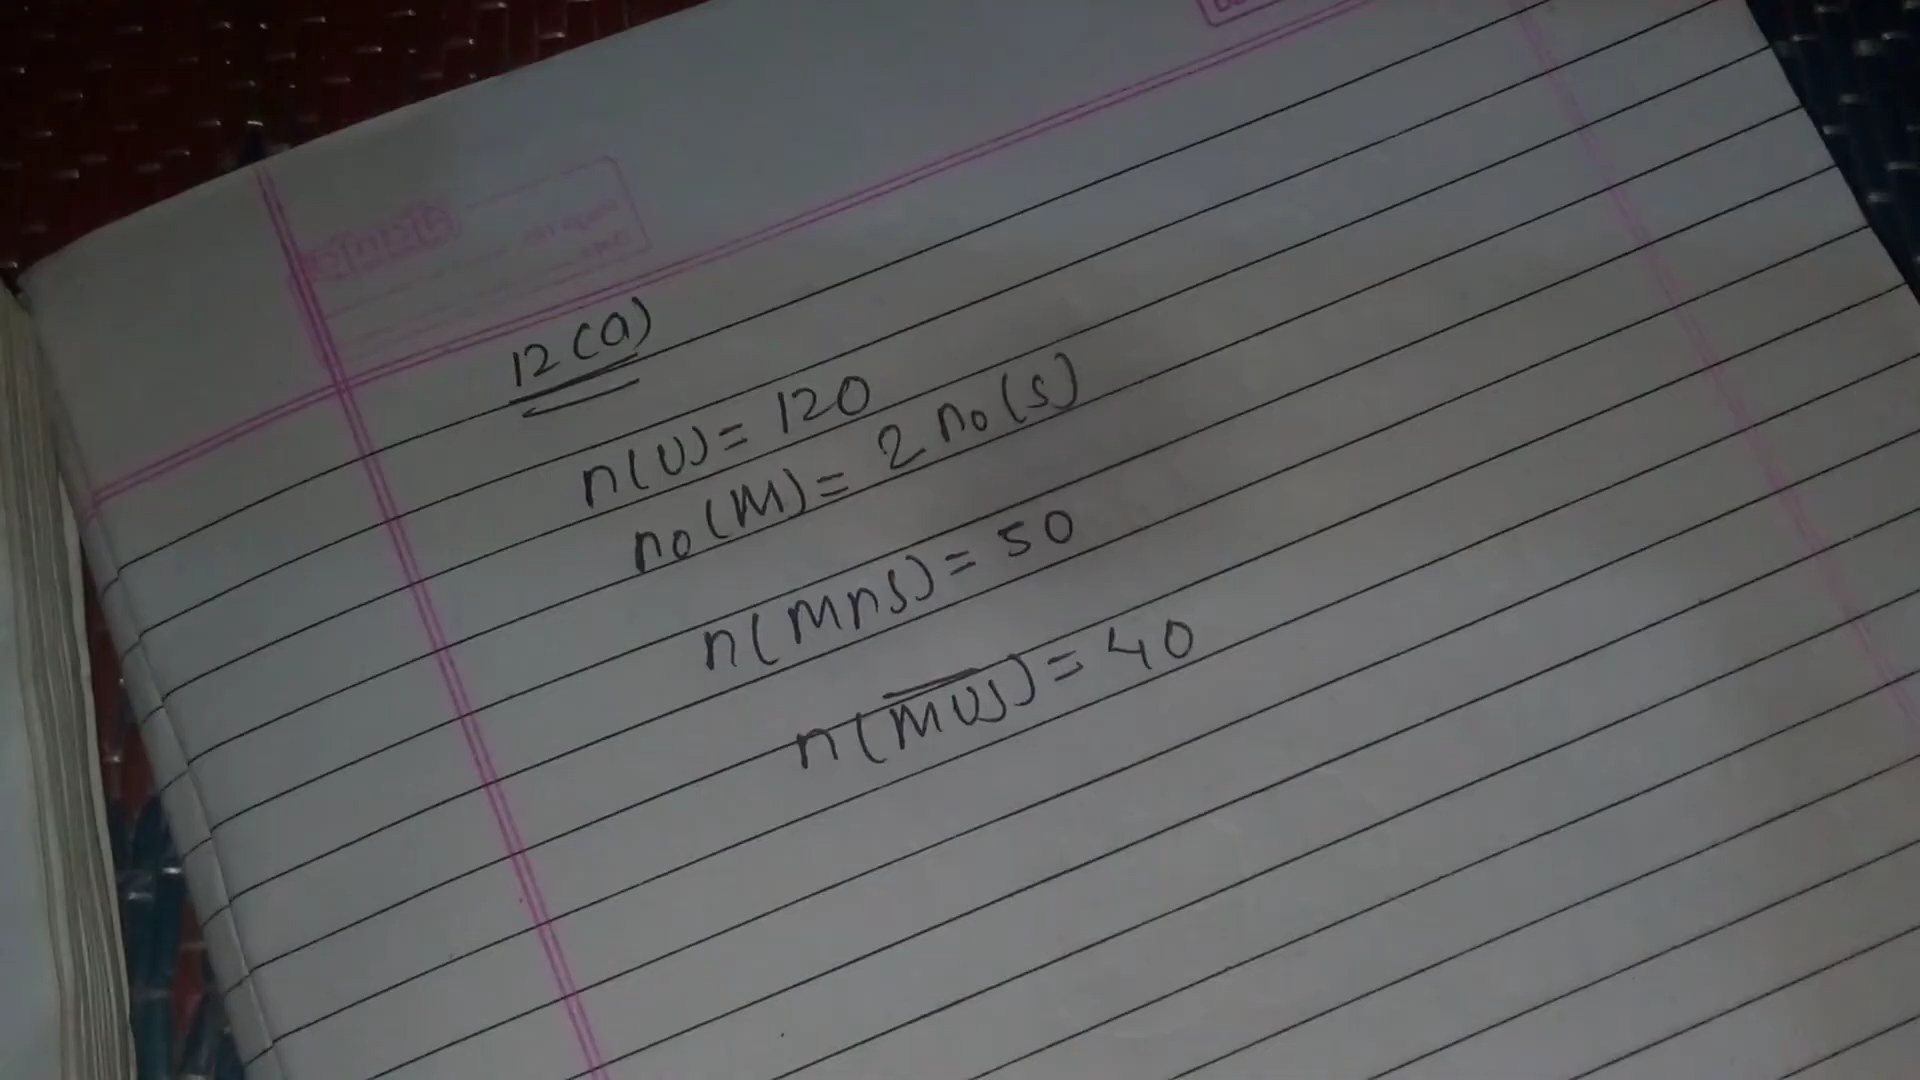 12(a)
n(U)= 120
no(M)= 2 no(s)
n(M∩S)= 50
n(M̅U̅S̅)= 40